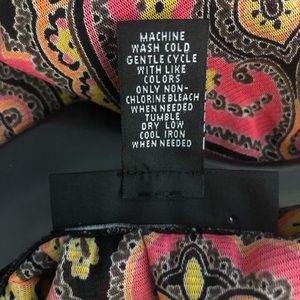 MACHINE
WASH COLD
GENTLE CYCLE
WITH LIKE
COLORS
ONLY NON-
CHLORINE BLEACH
WHEN NEEDED
TUMBLE
DRY LOW
COOL IRON
WHEN NEEDED